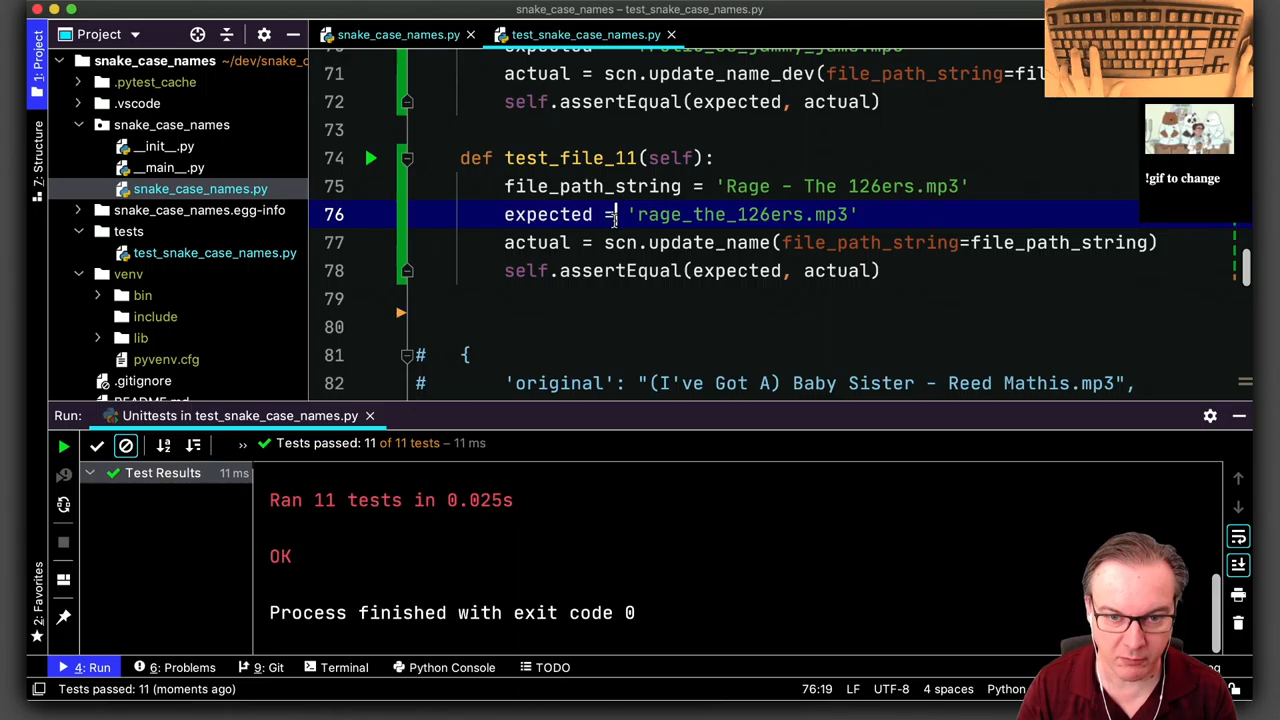 snake_case_names – test_snake_case_names.py
Project
snake_case_names.py
test_snake_case_names.py
1: Project
7: Structure
2: Favorites
snake_case_names ~/dev/snake_c
.pytest_cache
.vscode
snake_case_names
__init__.py
__main__.py
snake_case_names.py
snake_case_names.egg-info
tests
test_snake_case_names.py
venv
bin
include
lib
pyvenv.cfg
.gitignore
71 actual = scn.update_name_dev(file_path_string=fil
72 self.assertEqual(expected, actual)
73
74 def test_file_11(self):
75 file_path_string = 'Rage - The 126ers.mp3'
76 expected = 'rage_the_126ers.mp3'
77 actual = scn.update_name(file_path_string=file_path_string)
78 self.assertEqual(expected, actual)
79
80
81 # {
82 # 'original': "(I've Got A) Baby Sister - Reed Mathis.mp3",
!gif to change
Run: Unittests in test_snake_case_names.py
» Tests passed: 11 of 11 tests – 11 ms
Test Results 11 ms
Ran 11 tests in 0.025s
OK
Process finished with exit code 0
4: Run
6: Problems
9: Git
Terminal
Python Console
TODO
Tests passed: 11 (moments ago)
76:19 LF UTF-8 4 spaces Python